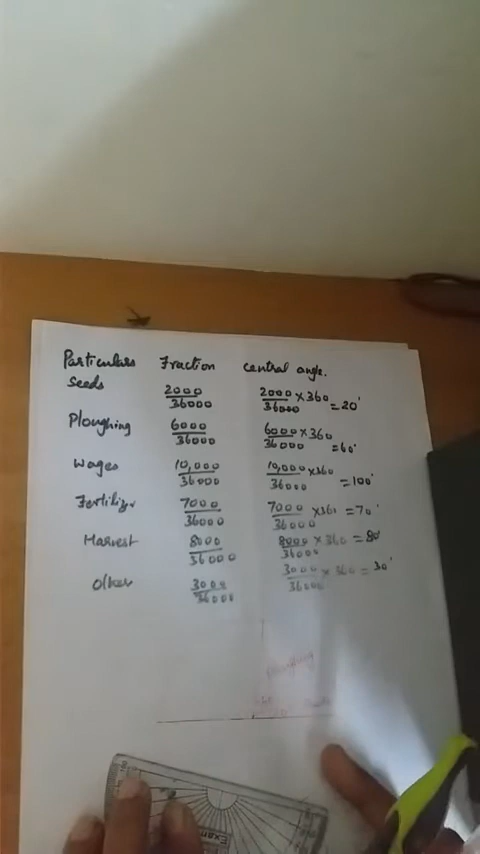 Particulars Fraction central angle.
Seeds 2000/36000 2000/36000 × 360 = 20°
Ploughing 6000/36000 6000/36000 × 360 = 60°
Wages 10,000/36000 10,000/36000 × 360 = 100°
Fertilizer 7000/36000 7000/36000 × 360 = 70°
Harvest 8000/36000 8000/36000 × 360 = 80°
Others 3000/36000 3000/36000 × 360 = 30°
Ploughing